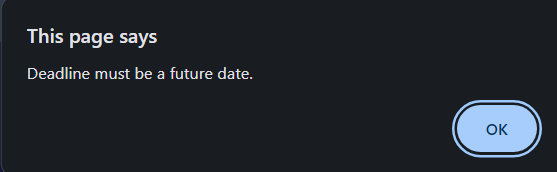 This page says
Deadline must be a future date.
OK